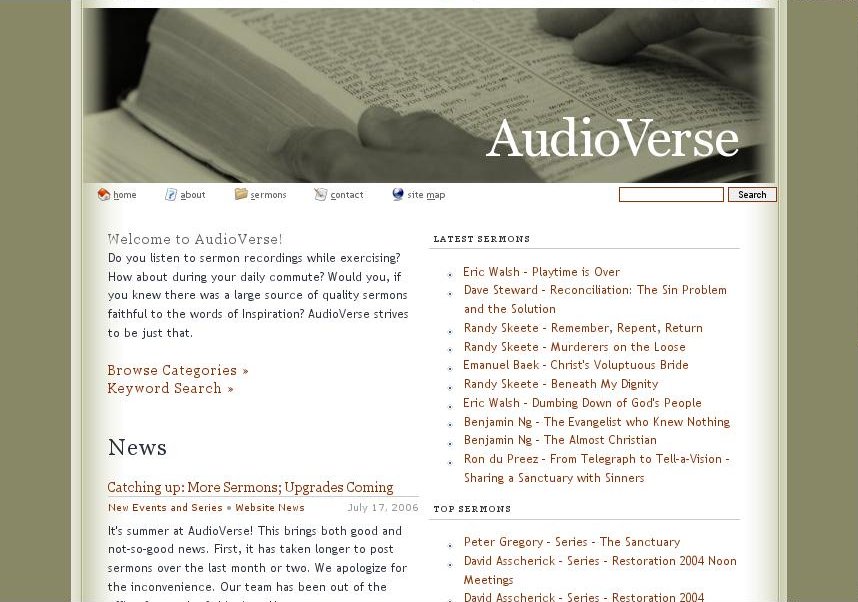 AudioVerse
home about sermons contact site map Search
Welcome to AudioVerse!
Do you listen to sermon recordings while exercising?
How about during your daily commute? Would you, if
you knew there was a large source of quality sermons
faithful to the words of Inspiration? AudioVerse strives
to be just that.
Browse Categories »
Keyword Search »
News
Catching up: More Sermons; Upgrades Coming
New Events and Series • Website News July 17, 2006
It's summer at AudioVerse! This brings both good and
not-so-good news. First, it has taken longer to post
sermons over the last month or two. We apologize for
the inconvenience. Our team has been out of the
LATEST SERMONS
Eric Walsh - Playtime is Over
Dave Steward - Reconciliation: The Sin Problem
and the Solution
Randy Skeete - Remember, Repent, Return
Randy Skeete - Murderers on the Loose
Emanuel Baek - Christ's Voluptuous Bride
Randy Skeete - Beneath My Dignity
Eric Walsh - Dumbing Down of God's People
Benjamin Ng - The Evangelist who Knew Nothing
Benjamin Ng - The Almost Christian
Ron du Preez - From Telegraph to Tell-a-Vision -
Sharing a Sanctuary with Sinners
TOP SERMONS
Peter Gregory - Series - The Sanctuary
David Asscherick - Series - Restoration 2004 Noon
Meetings
David Asscherick - Series - Restoration 2004